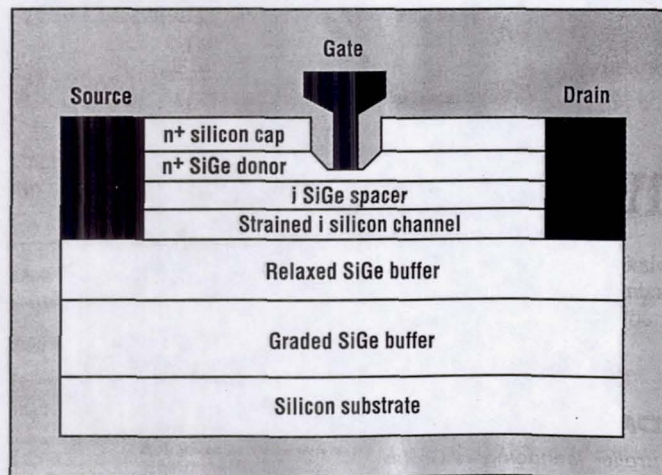 Gate
Source
Drain
n+ silicon cap
n+ SiGe donor
i SiGe spacer
Strained i silicon channel
Relaxed SiGe buffer
Graded SiGe buffer
Silicon substrate